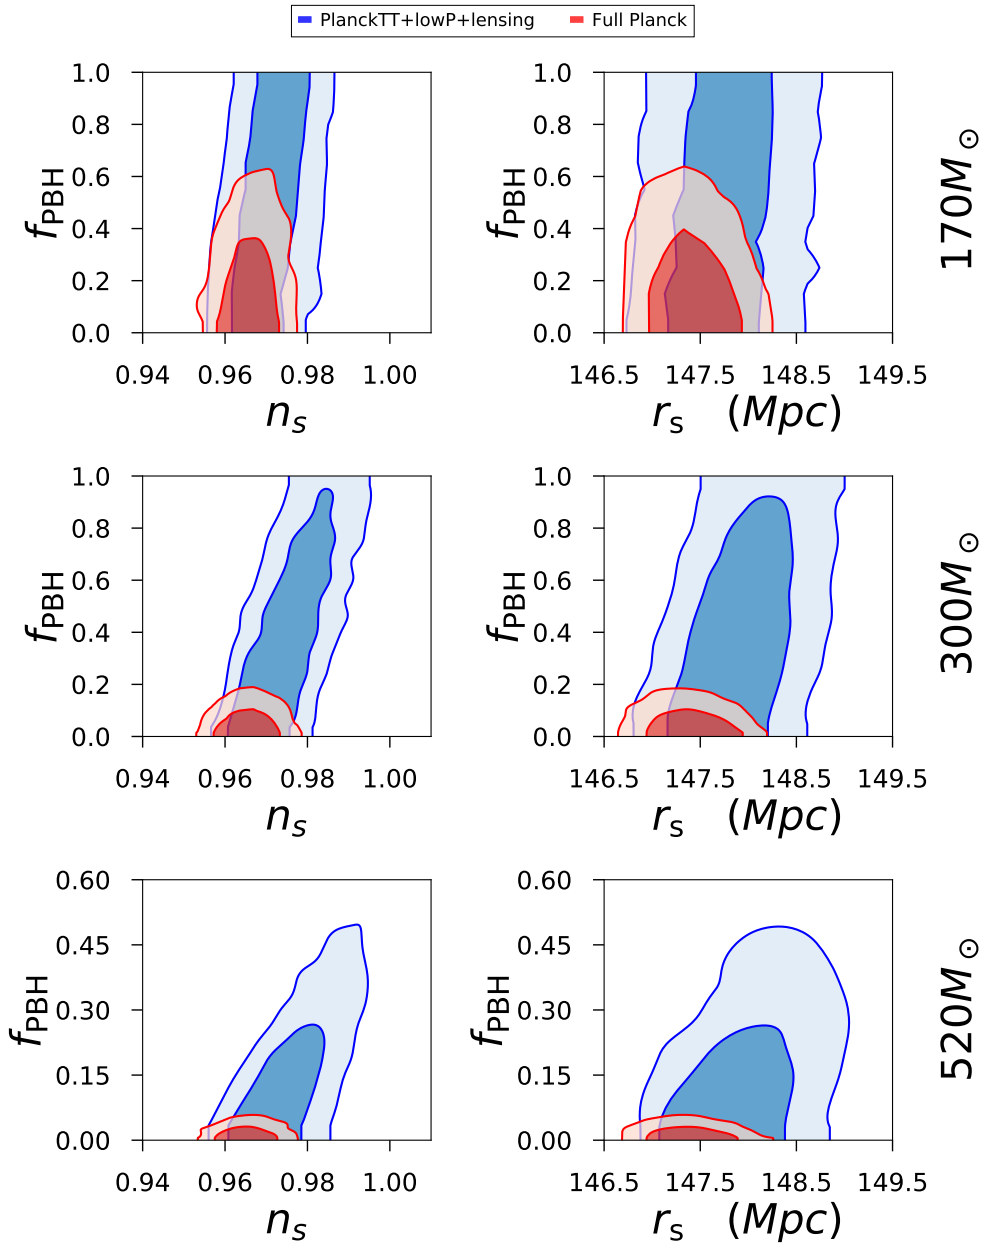 PlanckTT+lowP+lensing Full Planck
1.0 1.0
0.8 0.8
0.6 0.6
0.4 0.4
0.2 0.2
0.0 0.0
f_PBH f_PBH 170M_⊙
0.94 0.96 0.98 1.00 146.5 147.5 148.5 149.5
n_s r_s (Mpc)
1.0 1.0
0.8 0.8
0.6 0.6
0.4 0.4
0.2 0.2
0.0 0.0
f_PBH f_PBH 300M_⊙
0.94 0.96 0.98 1.00 146.5 147.5 148.5 149.5
n_s r_s (Mpc)
0.60 0.60
0.45 0.45
0.30 0.30
0.15 0.15
0.00 0.00
f_PBH f_PBH 520M_⊙
0.94 0.96 0.98 1.00 146.5 147.5 148.5 149.5
n_s r_s (Mpc)